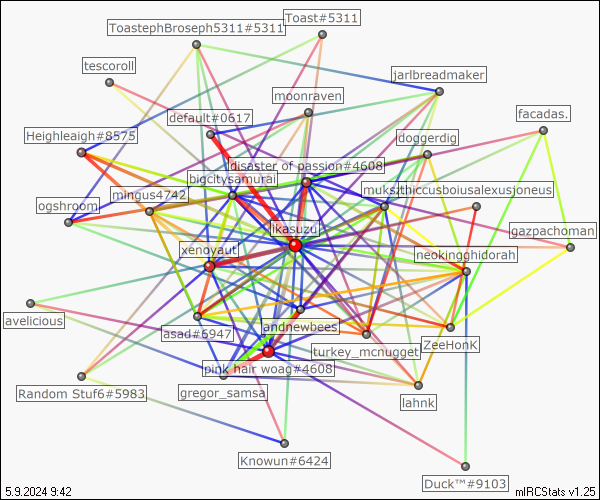 Toast#5311
ToastephBroseph5311#5311
tescoroll
jarlbreadmaker
moonraven
default#0617
facadas.
Heighleaigh#8575
doggerdig
disaster of passion#4608
bigcitysamurai
mingus4742
thiccusboiusalexusjoneus
ogshroom
likasuzu
gazpachoman
xenoyaut
neokingghidorah
avelicious
andnewbees
asad#6947
turkey_mcnugget
ZeeHonk
pink hair woag#4608
Random Stuf6#5983
gregor_samsa
lahnk
Knowun#6424
Duck™#9103
5.9.2024 9:42
mIRCStats v1.25